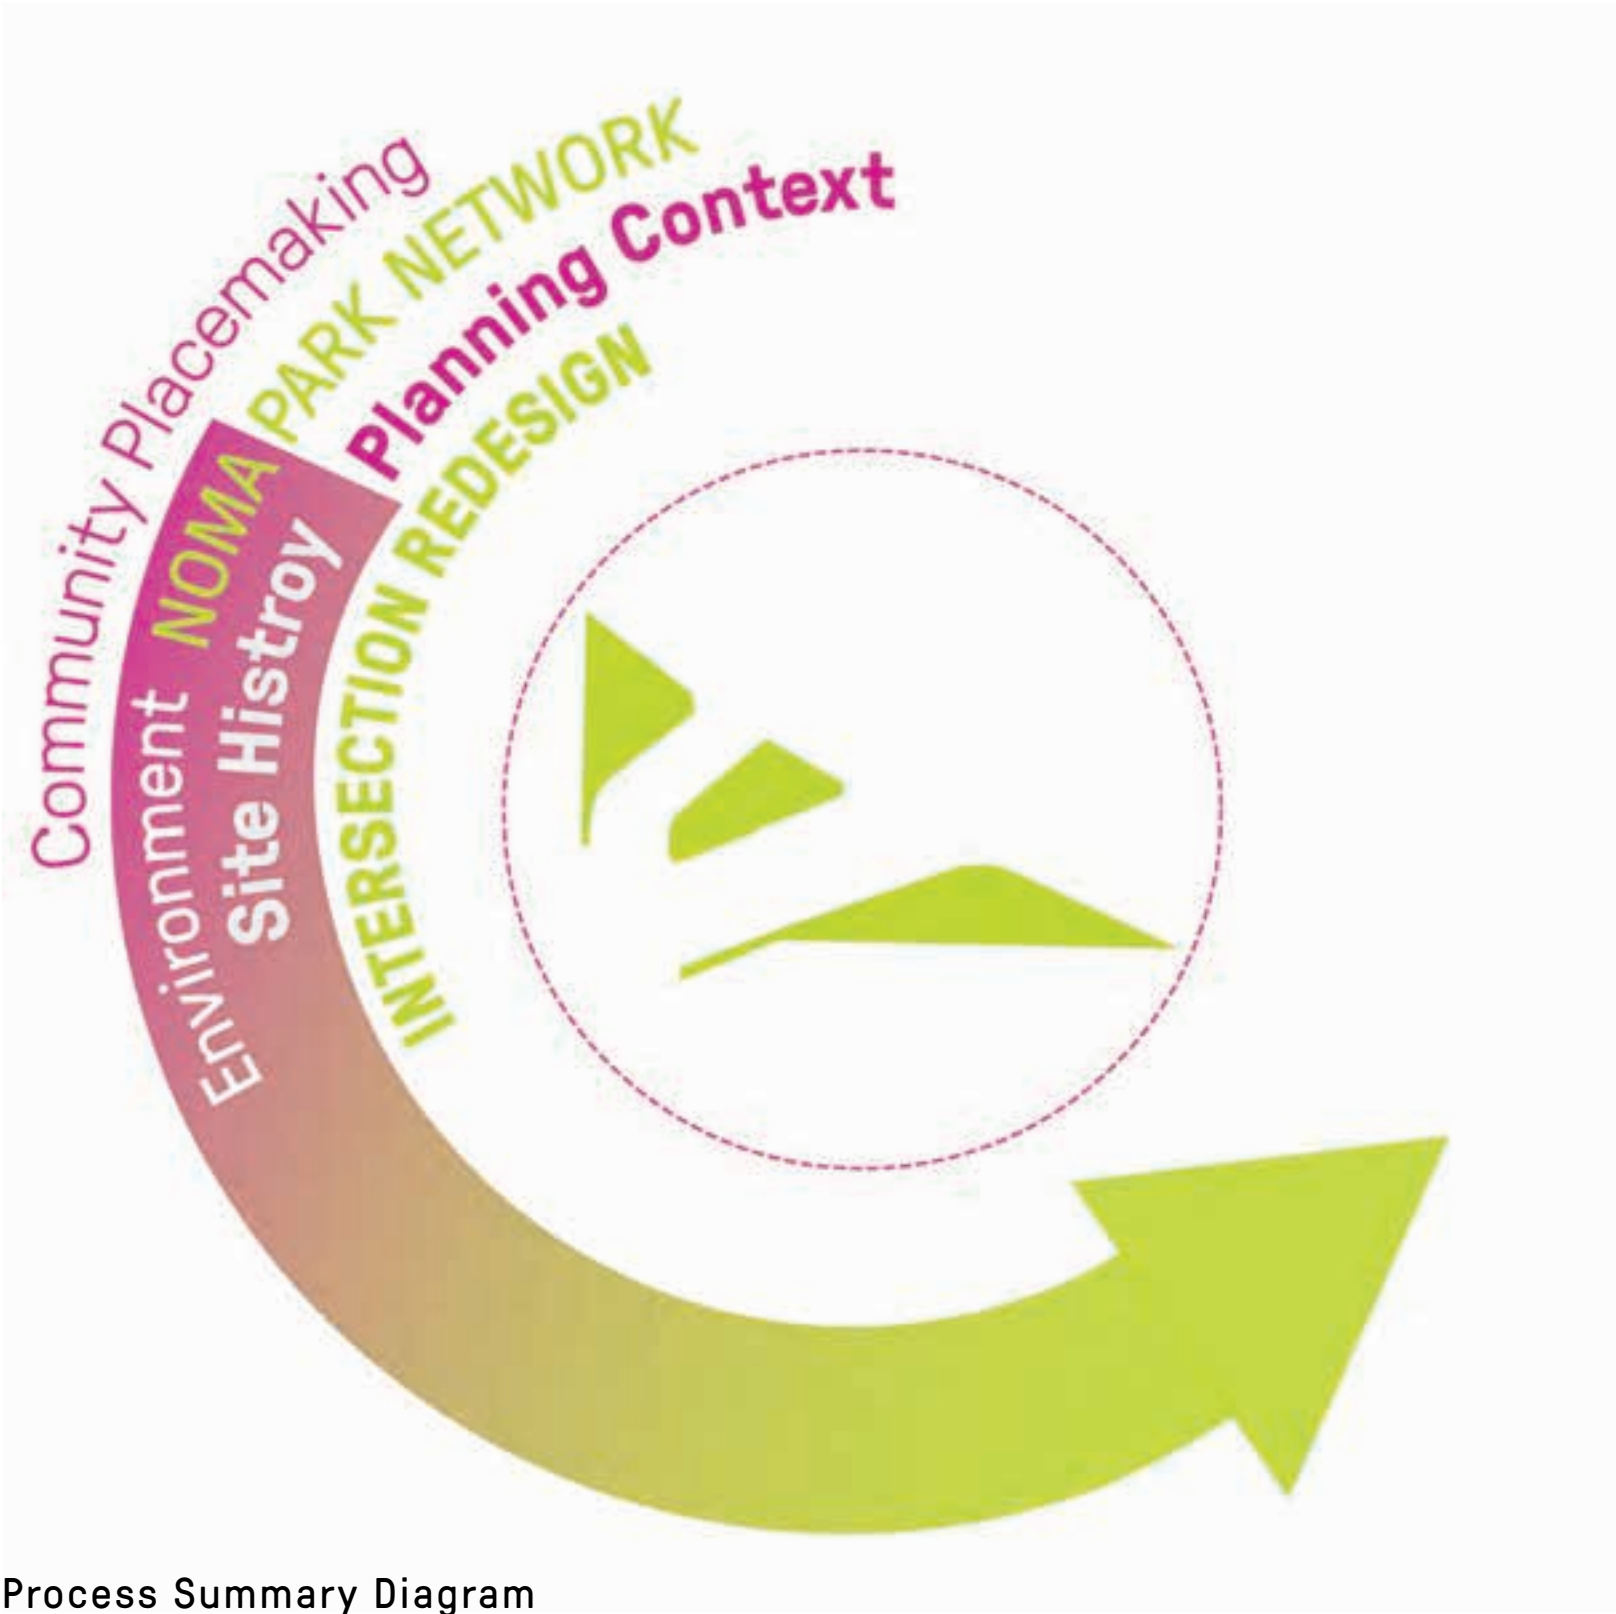 Community Placemaking
NOMA PARK NETWORK
Environment
Planning Context
Site Histroy
INTERSECTION REDESIGN
Process Summary Diagram